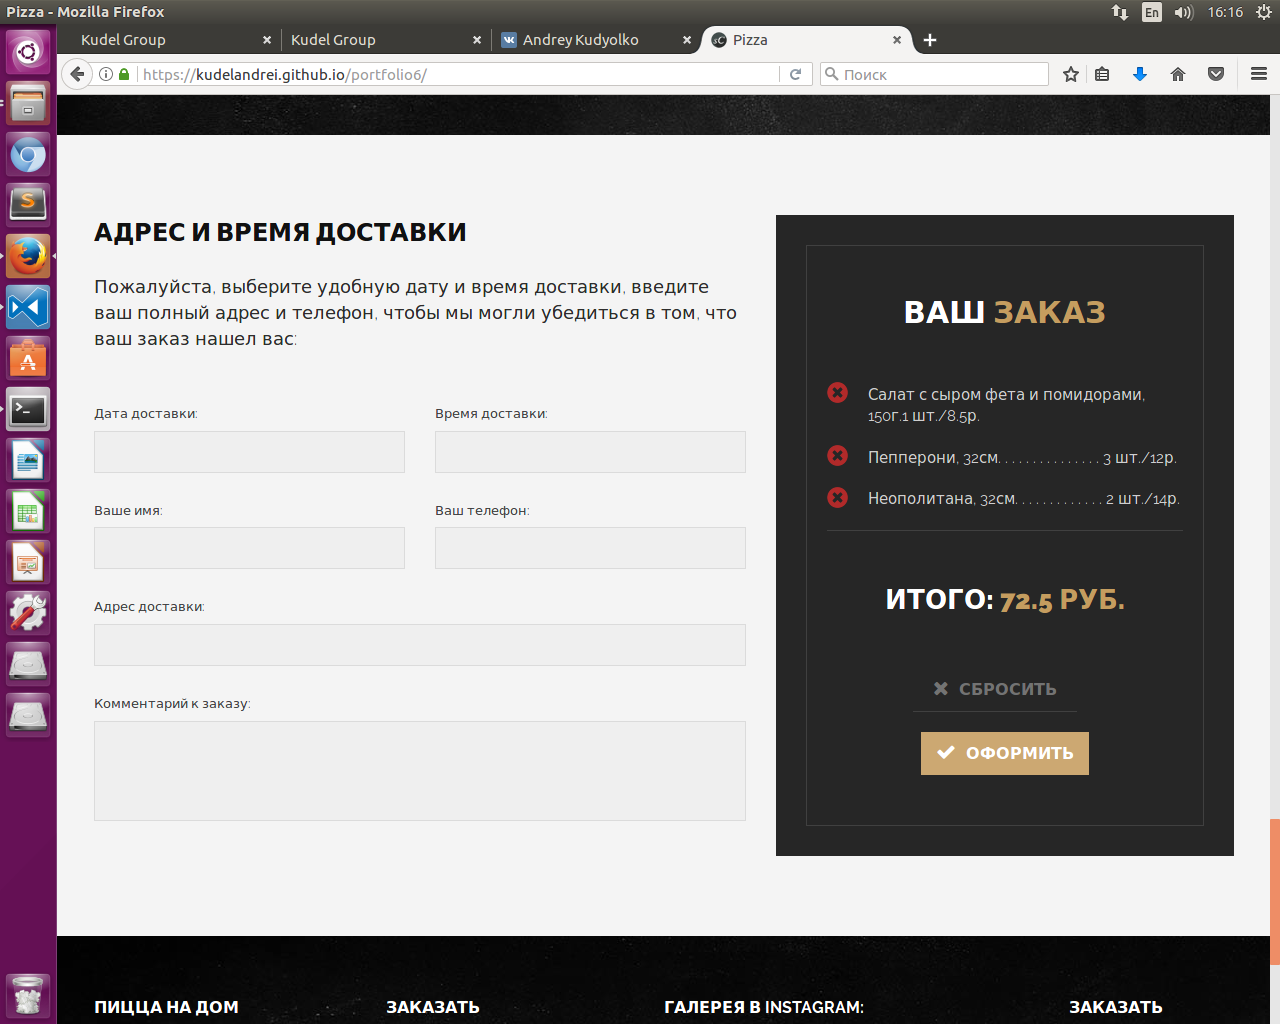 Pizza - Mozilla Firefox
En
16:16
Kudel Group
Kudel Group
Andrey Kudyolko
Pizza
https://kudelandrei.github.io/portfolio6/
Поиск
АДРЕС И ВРЕМЯ ДОСТАВКИ
Пожалуйста, выберите удобную дату и время доставки, введите
ваш полный адрес и телефон, чтобы мы могли убедиться в том, что
ваш заказ нашел вас:
Дата доставки:
Время доставки:
Ваше имя:
Ваш телефон:
Адрес доставки:
Комментарий к заказу:
ВАШ ЗАКАЗ
Салат с сыром фета и помидорами,
150г.1 шт./8.5р.
Пепперони, 32см. . . . . . . . . . . . . . . 3 шт./12р.
Неополитана, 32см. . . . . . . . . . . . . 2 шт./14р.
ИТОГО: 72.5 РУБ.
СБРОСИТЬ
ОФОРМИТЬ
ПИЦЦА НА ДОМ
ЗАКАЗАТЬ
ГАЛЕРЕЯ В INSTAGRAM:
ЗАКАЗАТЬ